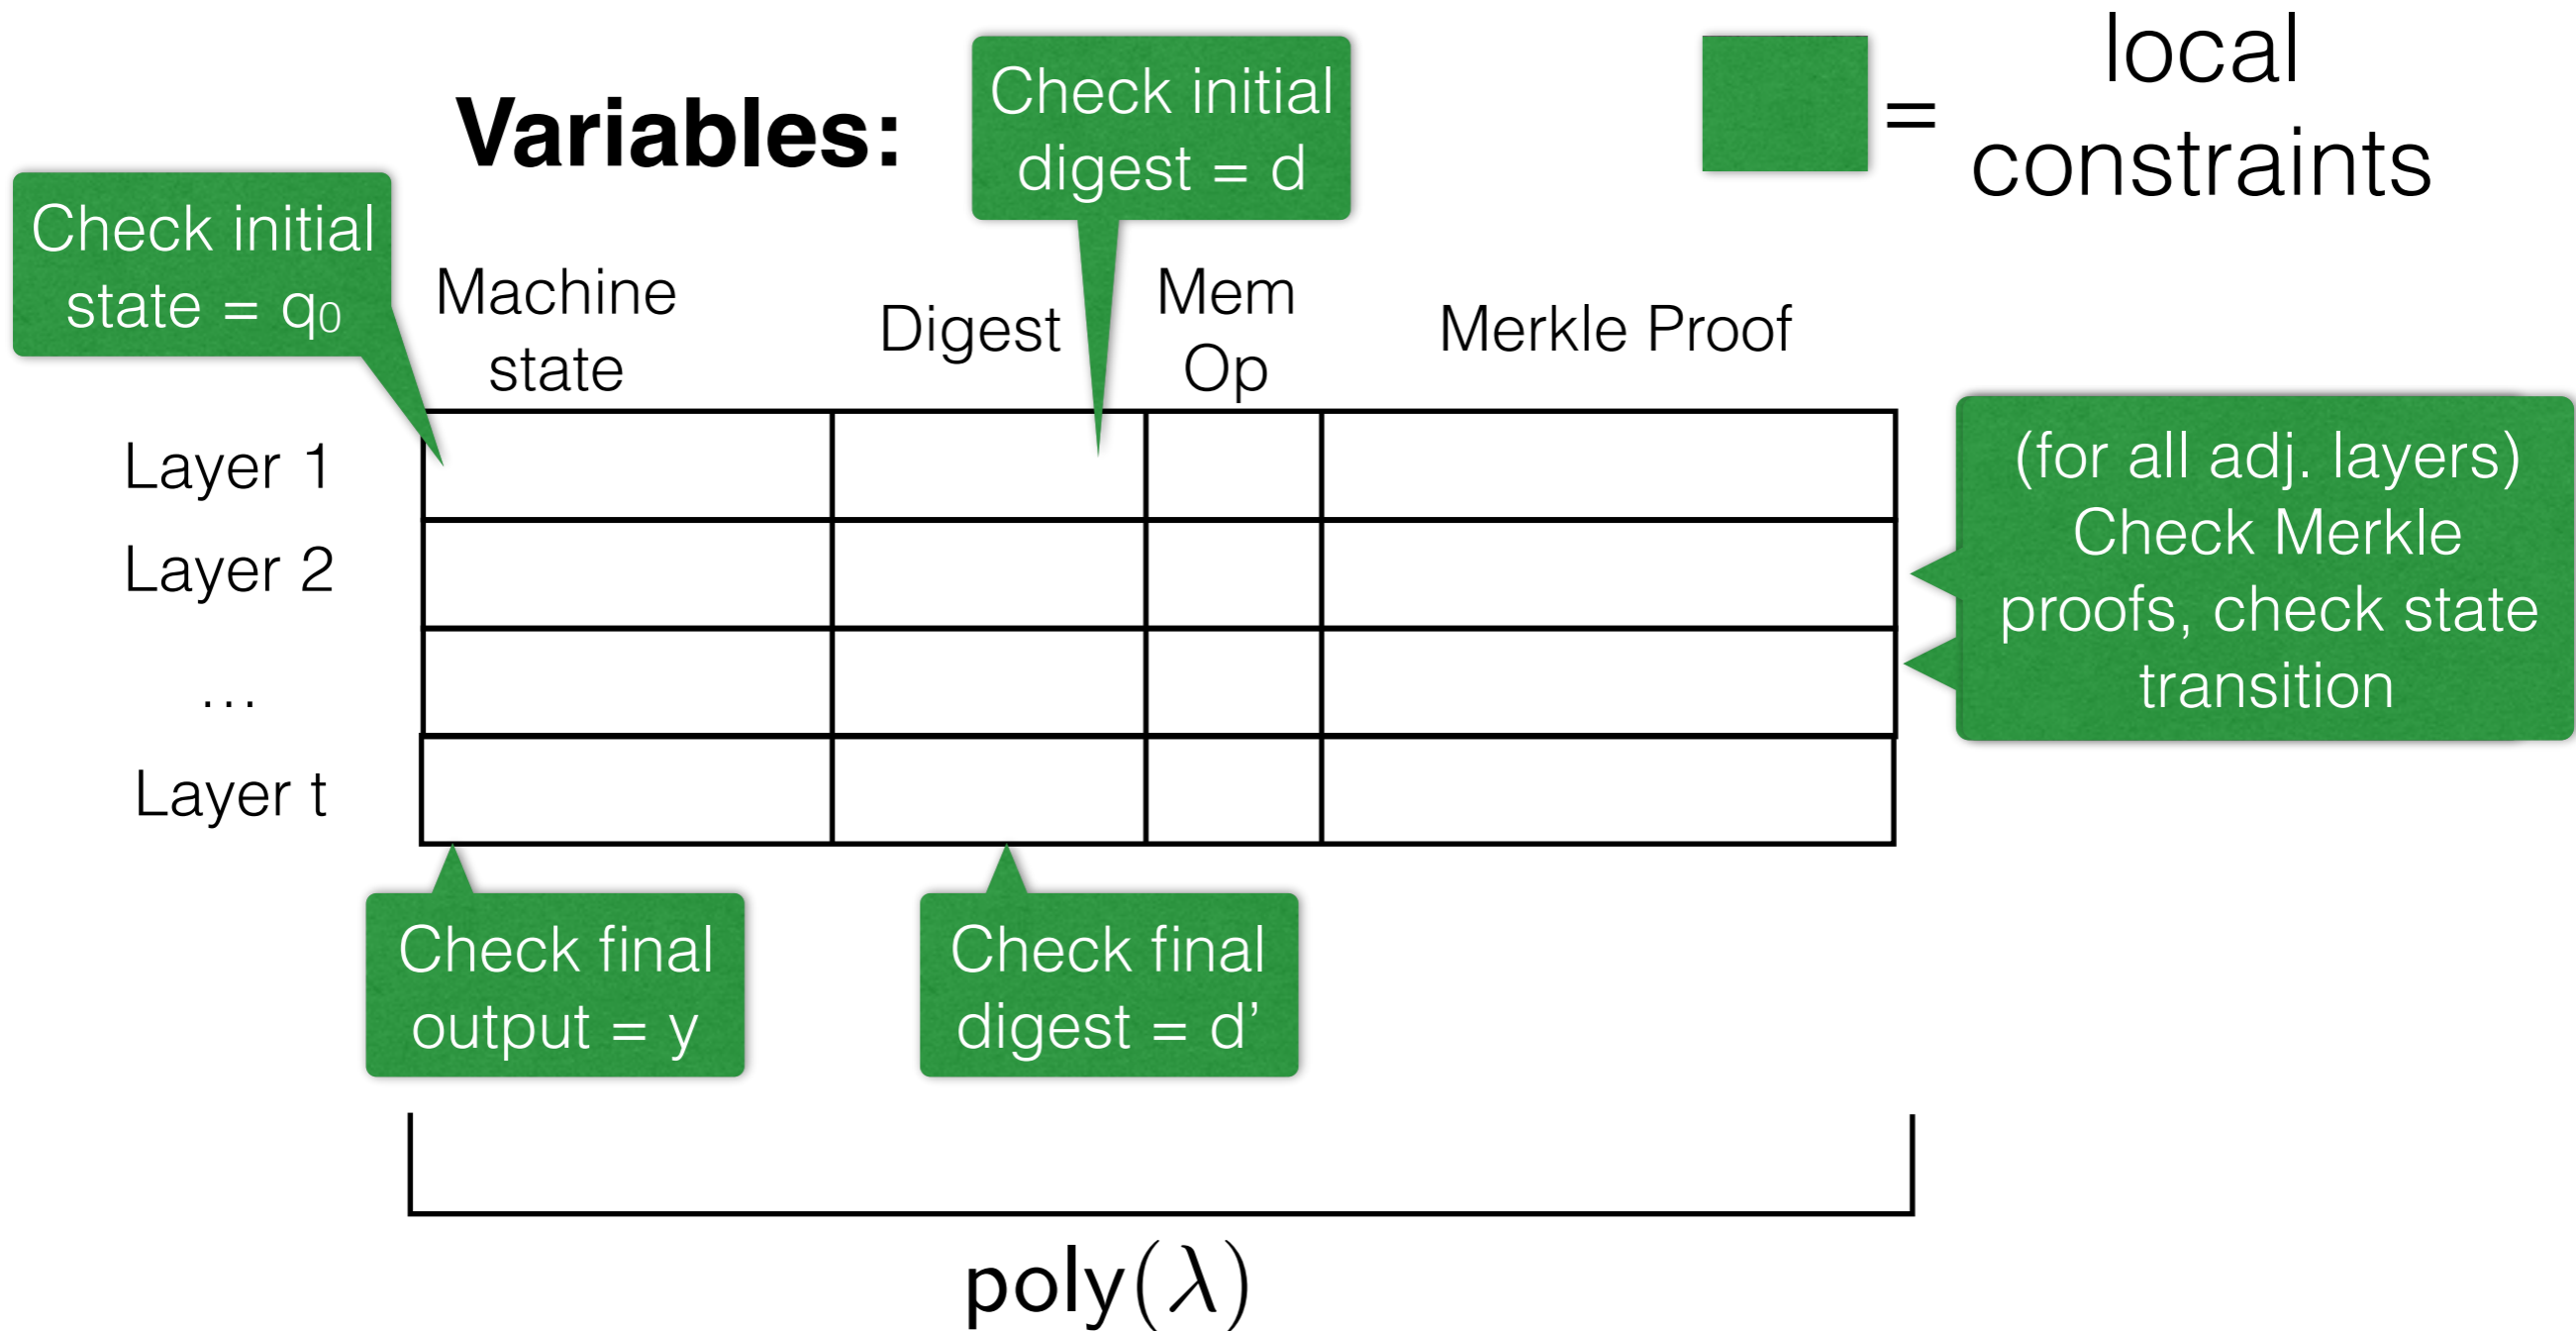 Variables:
Check initial
digest = d
=
local
constraints
Check initial
state = q₀
Machine
state
Digest
Mem
Op
Merkle Proof
Layer 1
Layer 2
…
Layer t
(for all adj. layers)
Check Merkle
proofs, check state
transition
Check final
output = y
Check final
digest = d’
poly(λ)